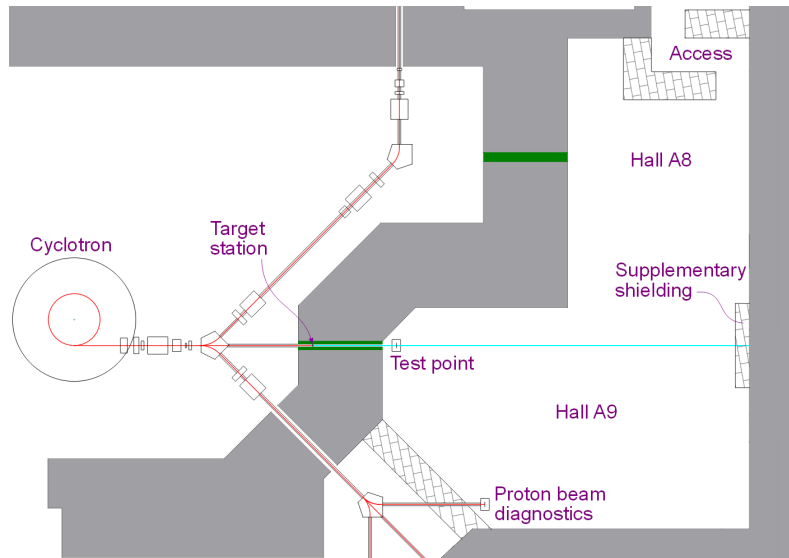 Access
Hall A8
Target
station
Cyclotron
Supplementary
shielding
Test point
Hall A9
Proton beam
diagnostics